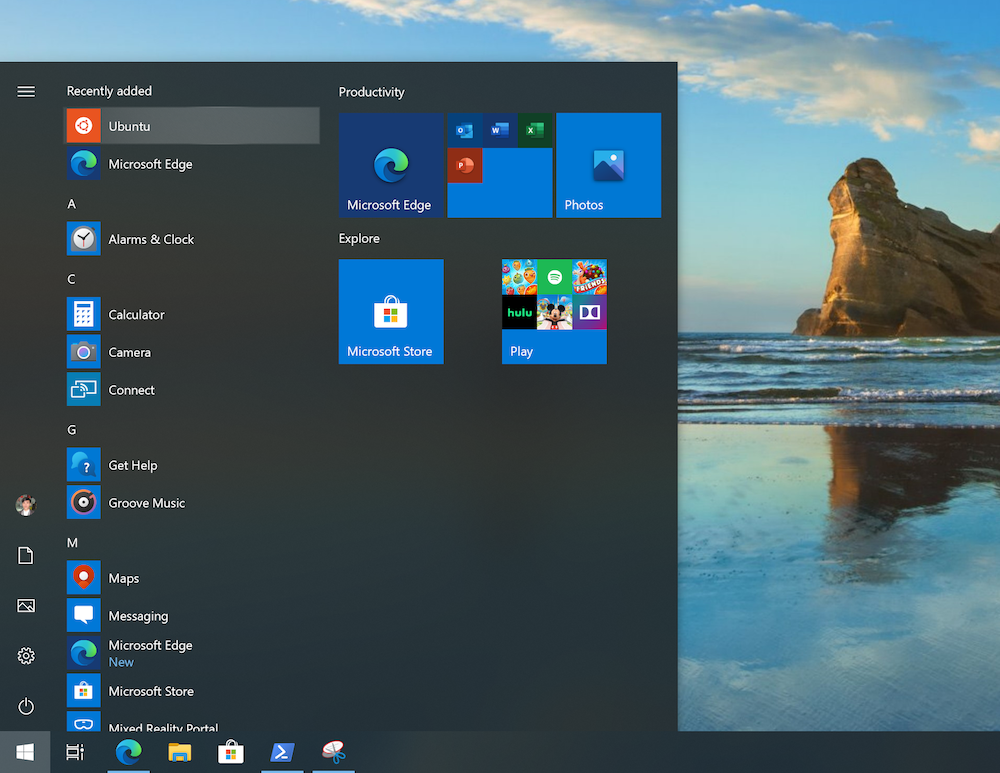 Recently added
Ubuntu
Microsoft Edge
A
Alarms & Clock
C
Calculator
Camera
Connect
G
Get Help
Groove Music
M
Maps
Messaging
Microsoft Edge
New
Microsoft Store
Mixed Reality Portal
Productivity
Microsoft Edge
Photos
Explore
Microsoft Store
FRIENDS
hulu
Play